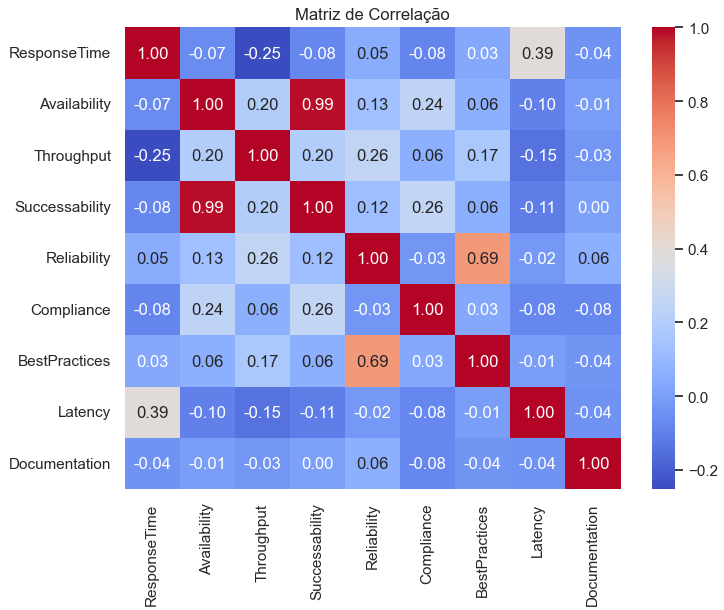 Matriz de Correlação
ResponseTime 1.00 -0.07 -0.25 -0.08 0.05 -0.08 0.03 0.39 -0.04
Availability -0.07 1.00 0.20 0.99 0.13 0.24 0.06 -0.10 -0.01
Throughput -0.25 0.20 1.00 0.20 0.26 0.06 0.17 -0.15 -0.03
Successability -0.08 0.99 0.20 1.00 0.12 0.26 0.06 -0.11 0.00
Reliability 0.05 0.13 0.26 0.12 1.00 -0.03 0.69 -0.02 0.06
Compliance -0.08 0.24 0.06 0.26 -0.03 1.00 0.03 -0.08 -0.08
BestPractices 0.03 0.06 0.17 0.06 0.69 0.03 1.00 -0.01 -0.04
Latency 0.39 -0.10 -0.15 -0.11 -0.02 -0.08 -0.01 1.00 -0.04
Documentation -0.04 -0.01 -0.03 0.00 0.06 -0.08 -0.04 -0.04 1.00
ResponseTime
Availability
Throughput
Successability
Reliability
Compliance
BestPractices
Latency
Documentation
1.0
0.8
0.6
0.4
0.2
0.0
−0.2